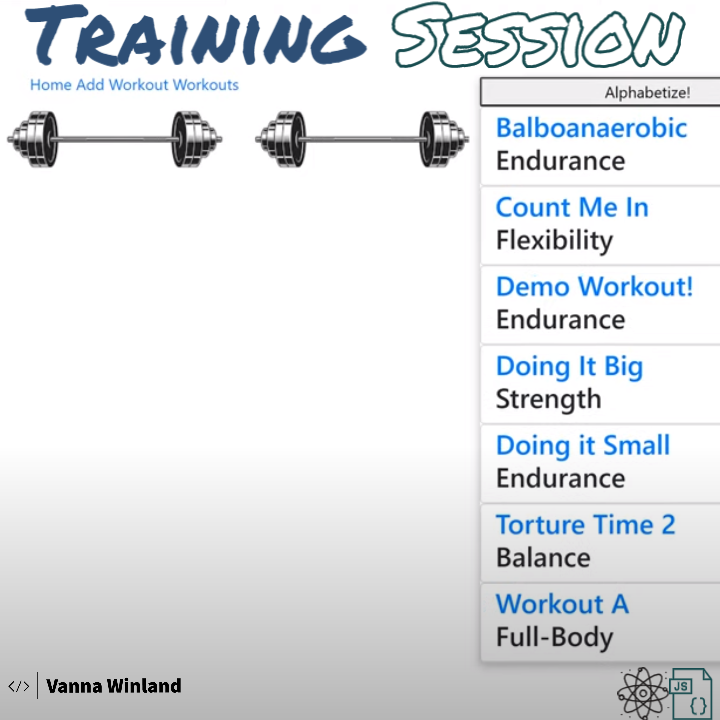 Training Session
Home Add Workout Workouts
Alphabetize!
Balboanaerobic
Endurance
Count Me In
Flexibility
Demo Workout!
Endurance
Doing It Big
Strength
Doing it Small
Endurance
Torture Time 2
Balance
Workout A
Full-Body
</> Vanna Winland
JS
{}